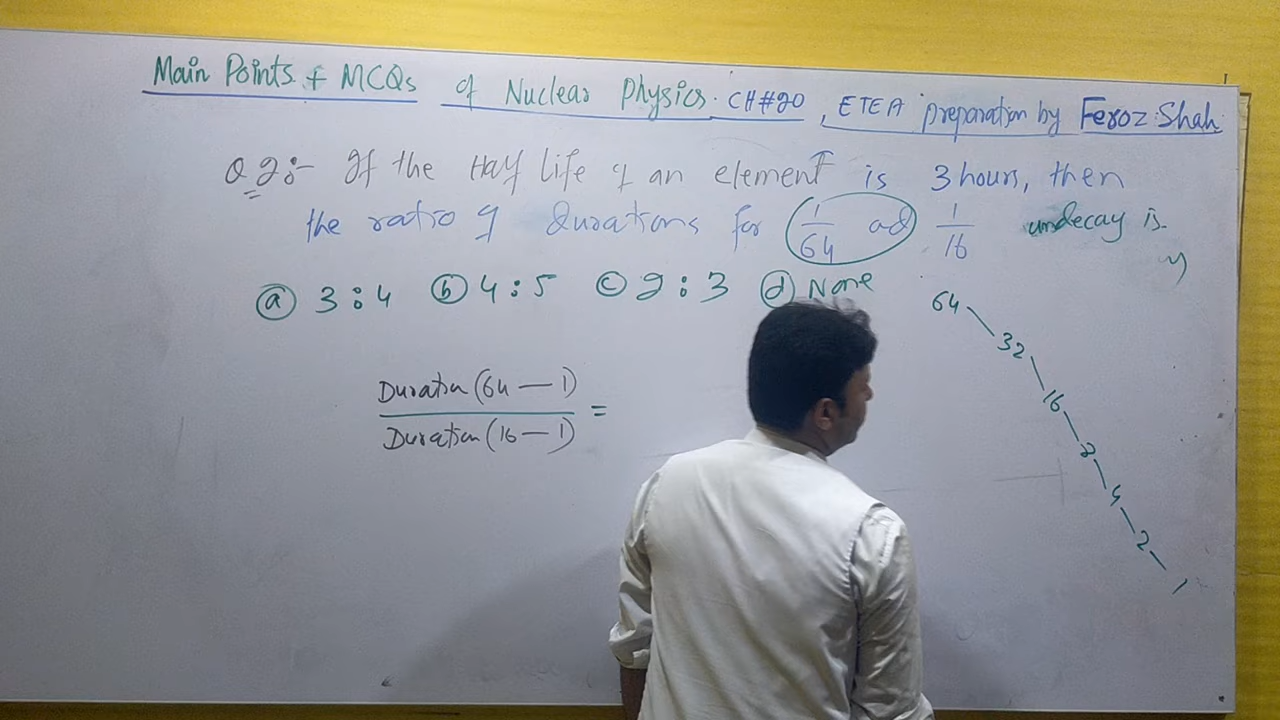 Main Points + MCQs of Nuclear Physics. CH#20, ETEA preparation by Feroz Shah
Q2:- If the Half Life of an element is 3 hours, then
the ratio of Durations for 1/64 ad 1/16 undecay is.
(a) 3:4 (b) 4:5 (c) 2:3 (d) None
64
32
16
8
4
2
1
Duration (64 — 1)
Duration (16 — 1) =